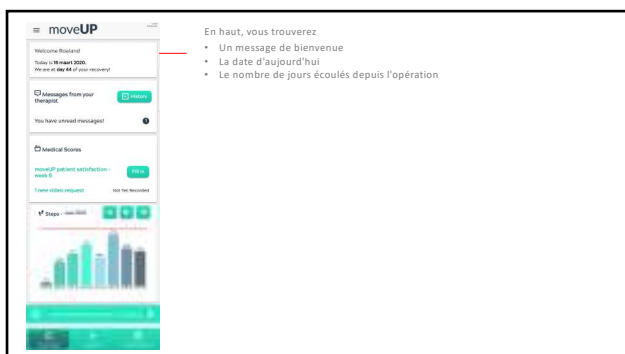 moveUP
Welcome Roeland
Today is 16 maart 2020.
We are at day 44 of your recovery!
Messages from your therapist
History
You have unread messages!
Medical Scores
moveUP patient satisfaction -
week 6
Fill in
1 new video request
Not Yet Recorded
Steps -
En haut, vous trouverez
• Un message de bienvenue
• La date d'aujourd'hui
• Le nombre de jours écoulés depuis l'opération